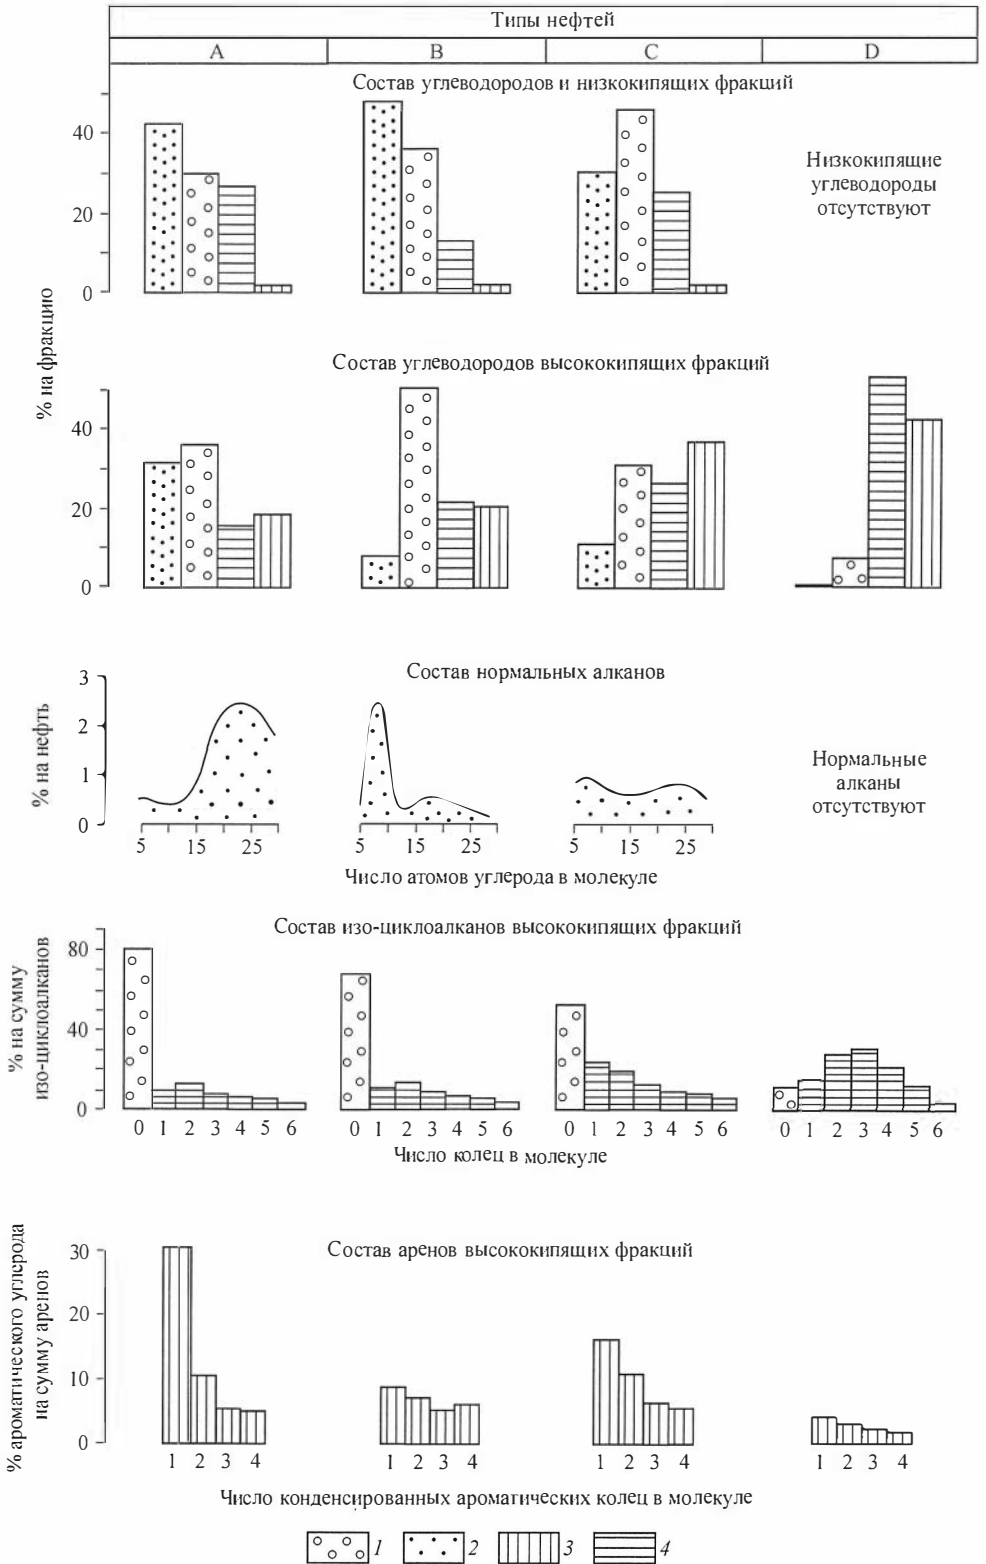 Типы нефтей
A B C D
Состав углеводородов и низкокипящих фракций
% на фракцию
40
20
0
Низкокипящие
углеводороды
отсутствуют
Состав углеводородов высококипящих фракций
40
20
0
Состав нормальных алканов
% на нефть
3
2
1
0
5 15 25 5 15 25 5 15 25
Нормальные
алканы
отсутствуют
Число атомов углерода в молекуле
Состав изо-циклоалканов высококипящих фракций
% на сумму
изо-циклоалканов
80
40
0
0 1 2 3 4 5 6 0 1 2 3 4 5 6 0 1 2 3 4 5 6 0 1 2 3 4 5 6
Число колец в молекуле
Состав аренов высококипящих фракций
% ароматического углерода
на сумму аренов
30
20
10
0
1 2 3 4 1 2 3 4 1 2 3 4 1 2 3 4
Число конденсированных ароматических колец в молекуле
1 2 3 4